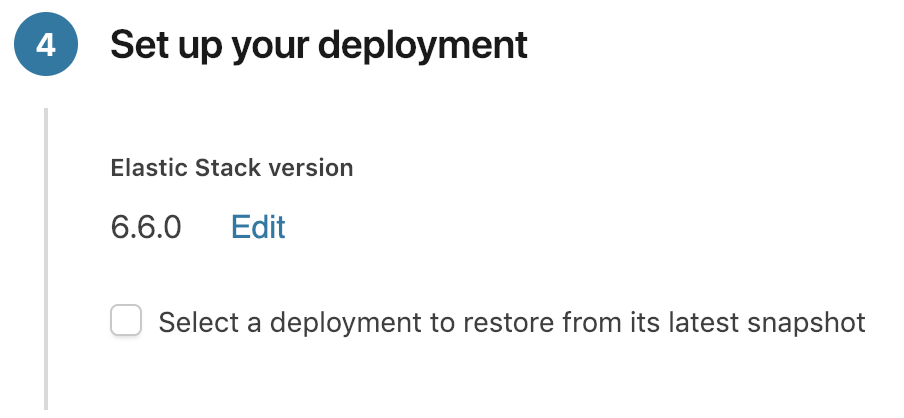 4 Set up your deployment
Elastic Stack version
6.6.0 Edit
Select a deployment to restore from its latest snapshot